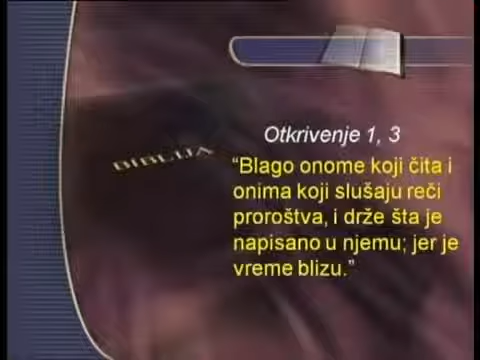 Otkrivenje 1, 3
BIBLIJA
“Blago onome koji čita i
onima koji slušaju reči
proroštva, i drže šta je
napisano u njemu; jer je
vreme blizu.”